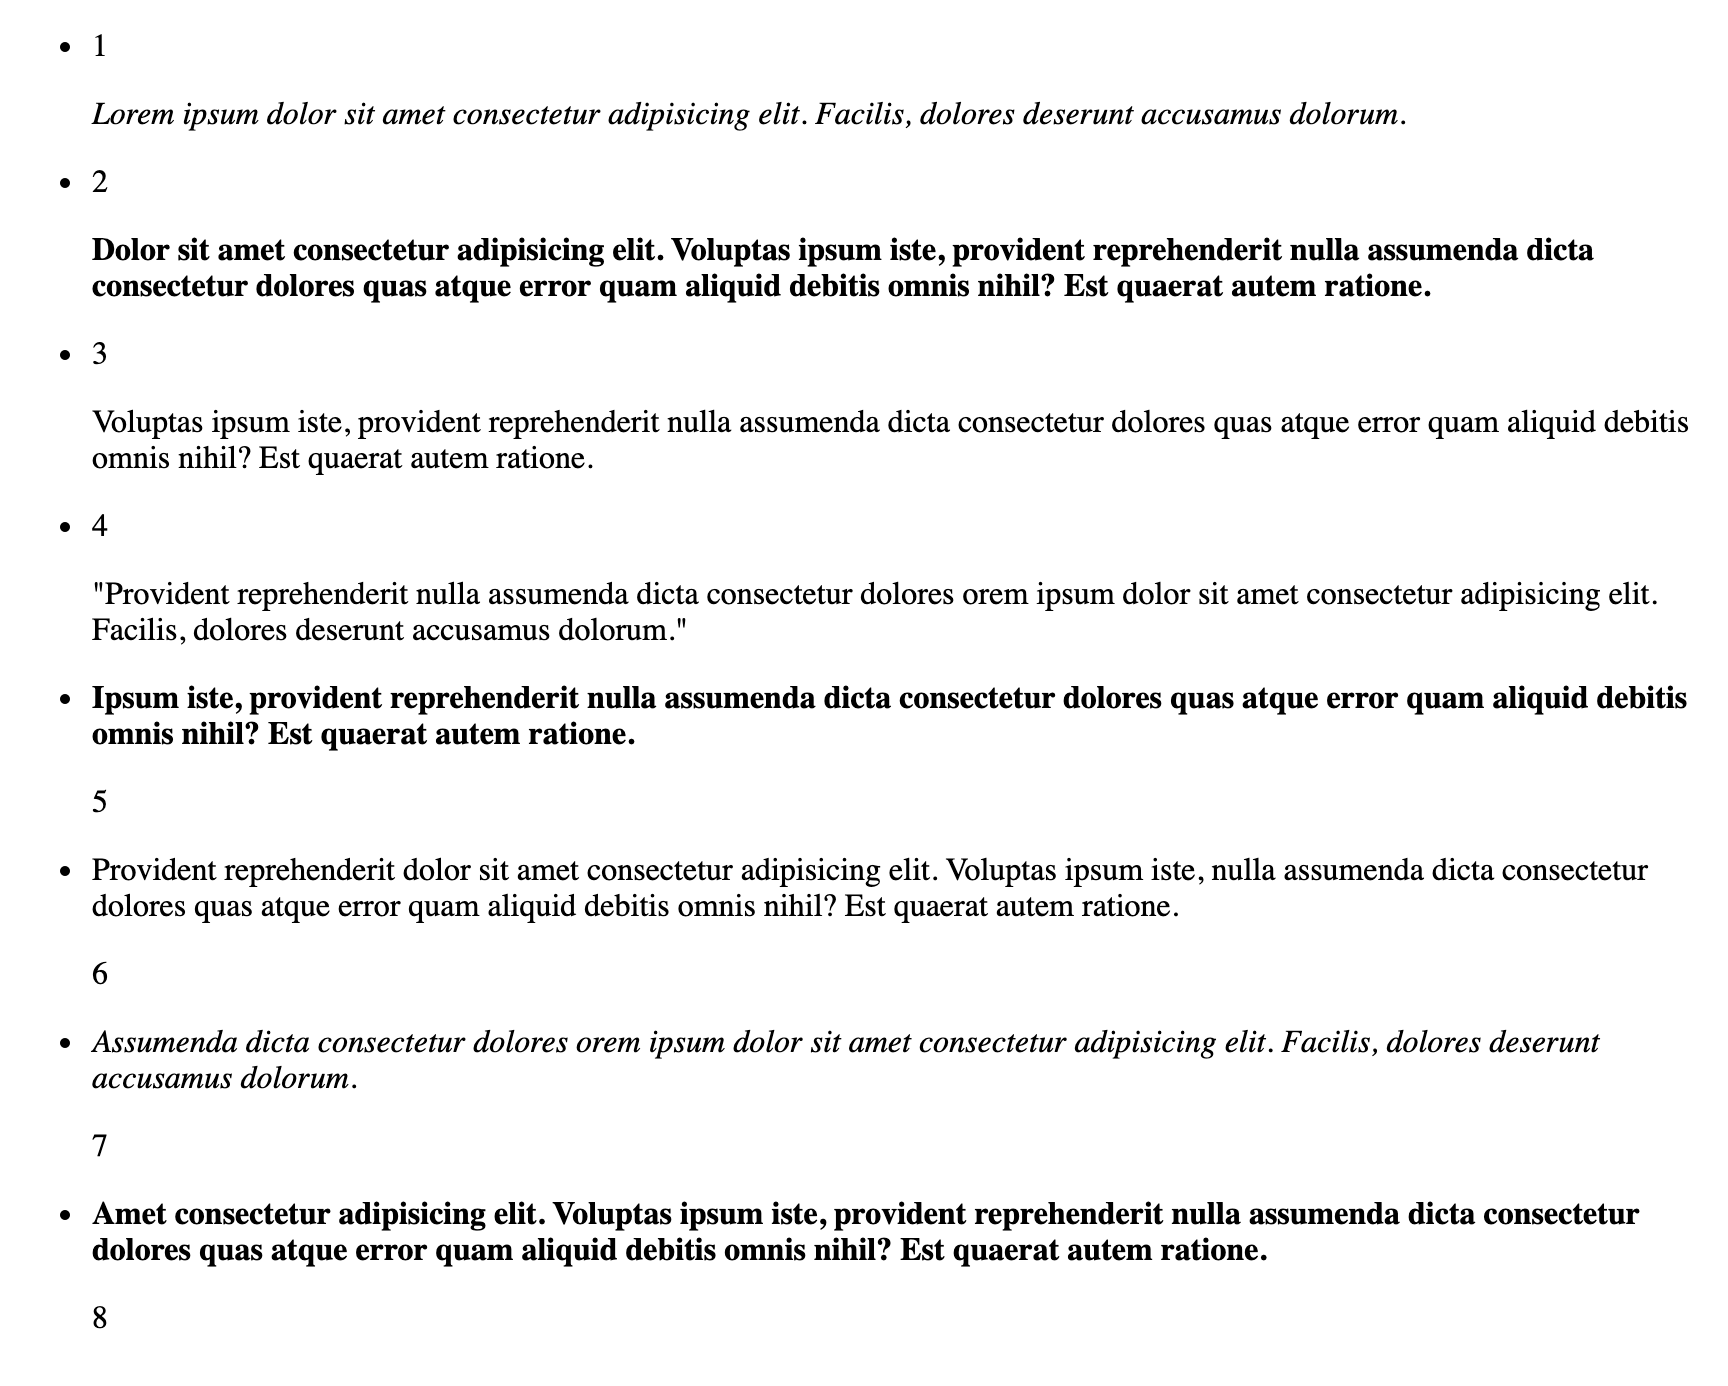 • 1
Lorem ipsum dolor sit amet consectetur adipisicing elit. Facilis, dolores deserunt accusamus dolorum.
• 2
Dolor sit amet consectetur adipisicing elit. Voluptas ipsum iste, provident reprehenderit nulla assumenda dicta
consectetur dolores quas atque error quam aliquid debitis omnis nihil? Est quaerat autem ratione.
• 3
Voluptas ipsum iste, provident reprehenderit nulla assumenda dicta consectetur dolores quas atque error quam aliquid debitis
omnis nihil? Est quaerat autem ratione.
• 4
"Provident reprehenderit nulla assumenda dicta consectetur dolores orem ipsum dolor sit amet consectetur adipisicing elit.
Facilis, dolores deserunt accusamus dolorum."
• Ipsum iste, provident reprehenderit nulla assumenda dicta consectetur dolores quas atque error quam aliquid debitis
omnis nihil? Est quaerat autem ratione.
5
• Provident reprehenderit dolor sit amet consectetur adipisicing elit. Voluptas ipsum iste, nulla assumenda dicta consectetur
dolores quas atque error quam aliquid debitis omnis nihil? Est quaerat autem ratione.
6
• Assumenda dicta consectetur dolores orem ipsum dolor sit amet consectetur adipisicing elit. Facilis, dolores deserunt
accusamus dolorum.
7
• Amet consectetur adipisicing elit. Voluptas ipsum iste, provident reprehenderit nulla assumenda dicta consectetur
dolores quas atque error quam aliquid debitis omnis nihil? Est quaerat autem ratione.
8